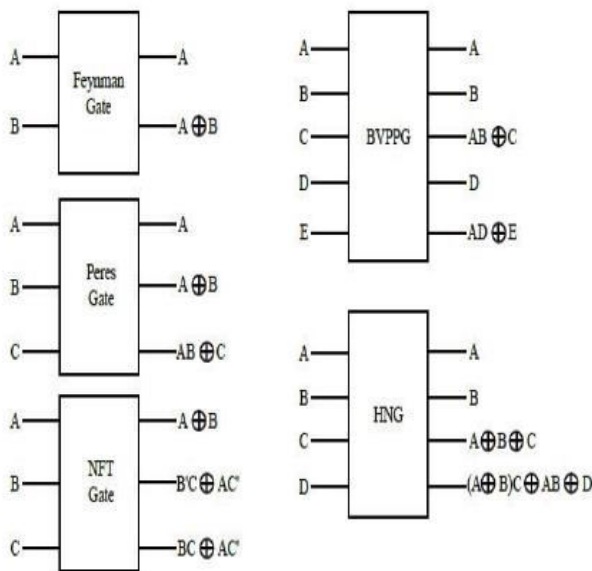 A
Feynman
Gate
A
B
A⊕B
A
Peres
Gate
A
B
A⊕B
C
AB⊕C
A
NFT
Gate
A⊕B
B
B'C⊕AC'
C
BC⊕AC'
A
BVPPG
A
B
B
C
AB⊕C
D
D
E
AD⊕E
A
HNG
A
B
B
C
A⊕B⊕C
D
(A⊕B)C⊕AB⊕D